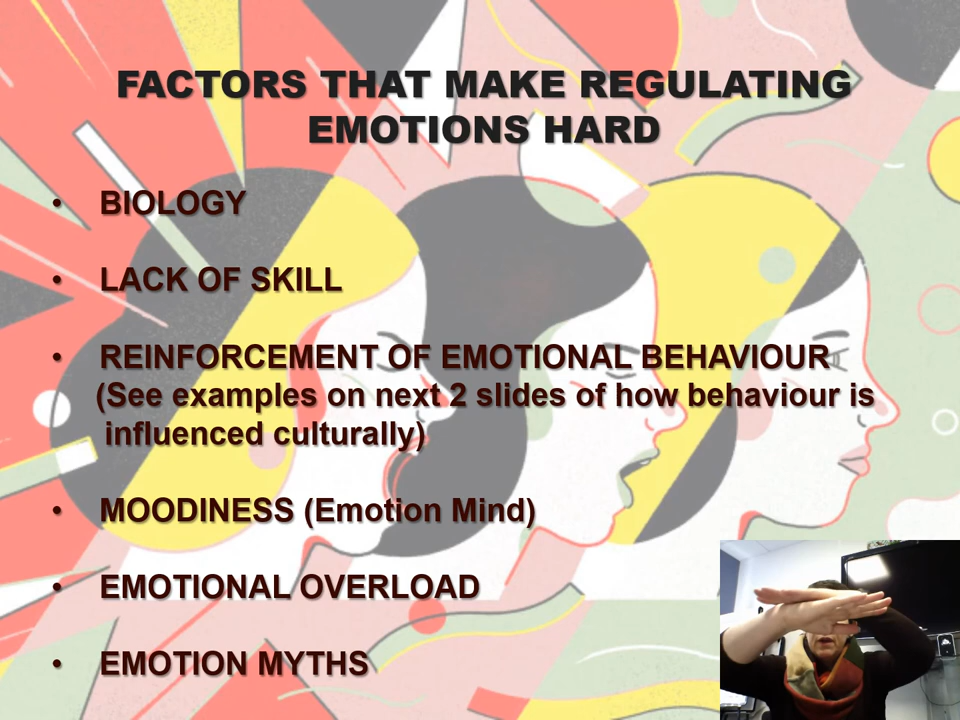 FACTORS THAT MAKE REGULATING
EMOTIONS HARD
• BIOLOGY
• LACK OF SKILL
• REINFORCEMENT OF EMOTIONAL BEHAVIOUR
(See examples on next 2 slides of how behaviour is
influenced culturally)
• MOODINESS (Emotion Mind)
• EMOTIONAL OVERLOAD
• EMOTION MYTHS